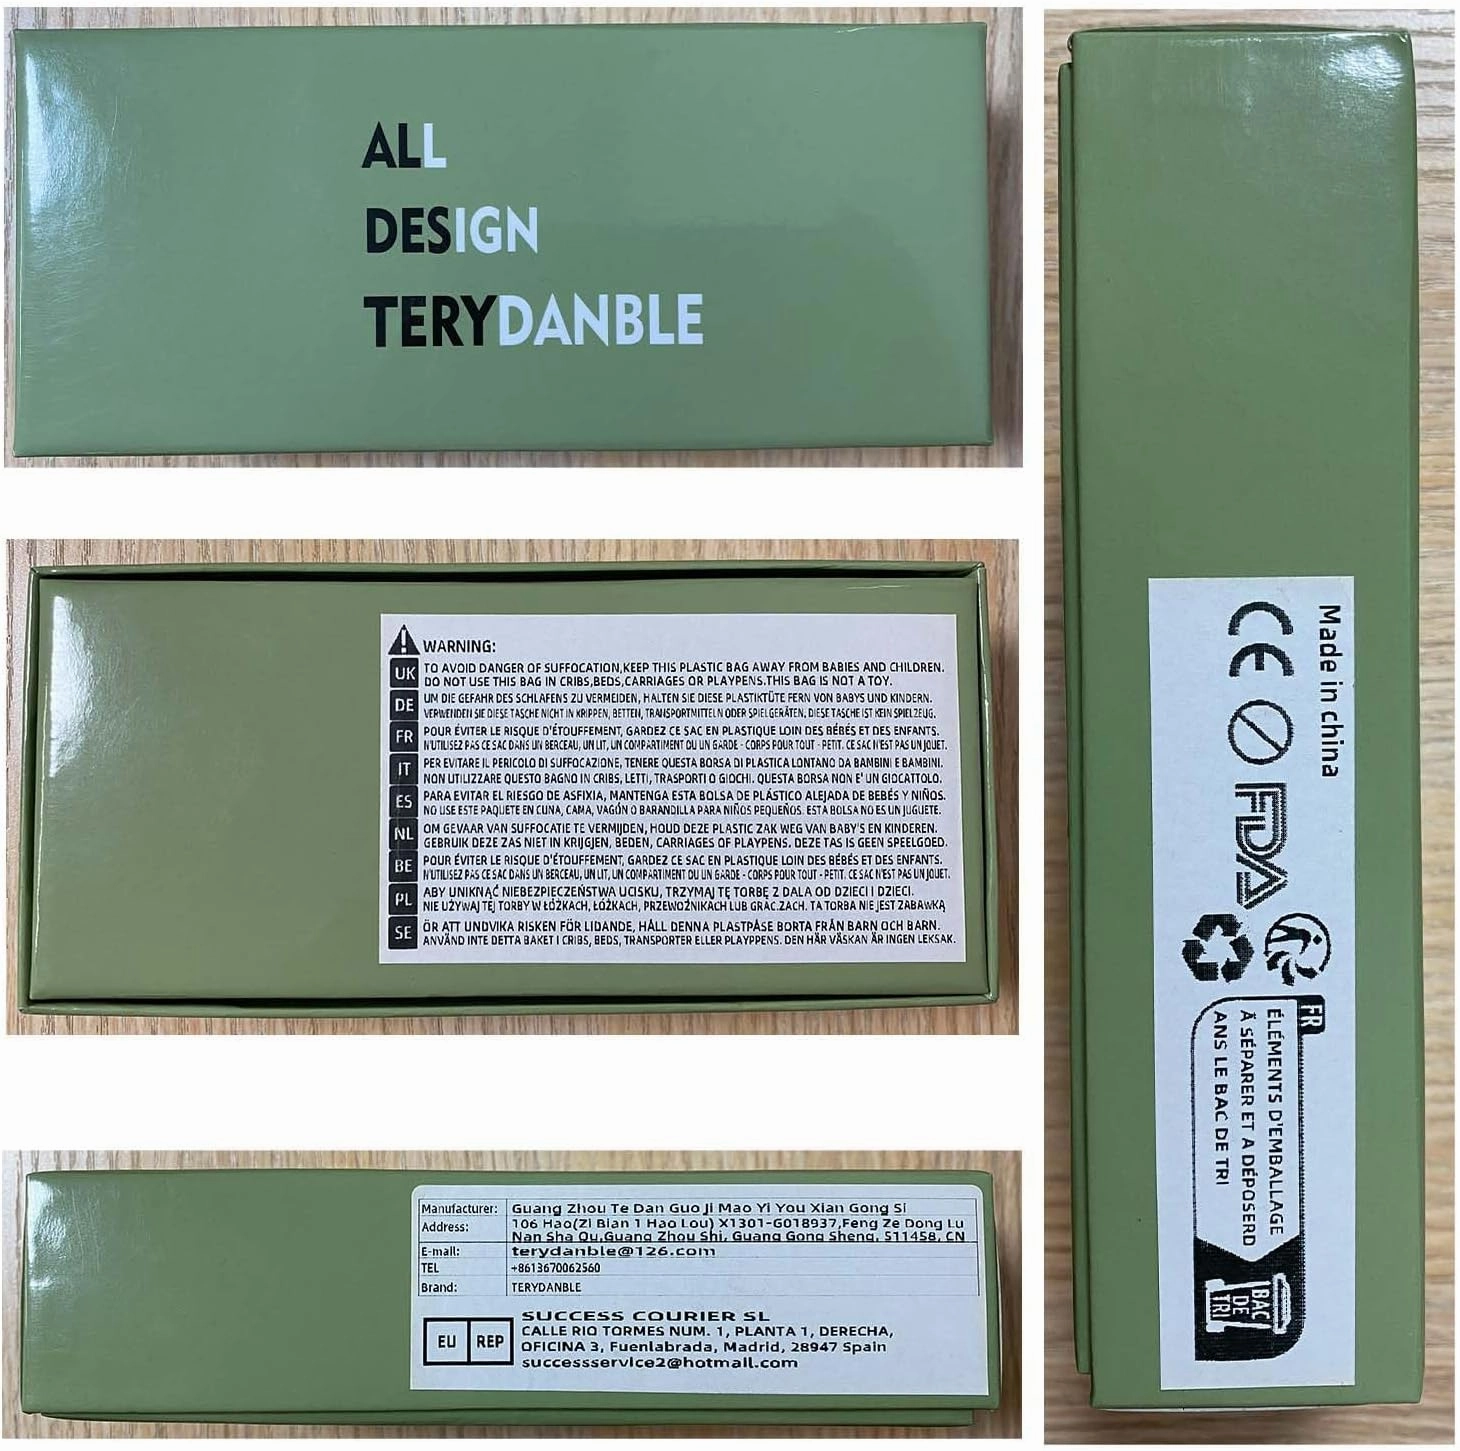 ALL
DESIGN
TERYDANBLE
WARNING:
UK TO AVOID DANGER OF SUFFOCATION,KEEP THIS PLASTIC BAG AWAY FROM BABIES AND CHILDREN.
DO NOT USE THIS BAG IN CRIBS,BEDS,CARRIAGES OR PLAYPENS.THIS BAG IS NOT A TOY.
DE UM DIE GEFAHR DES SCHLAFENS ZU VERMEIDEN, HALTEN SIE DIESE PLASTIKTÜTE FERN VON BABYS UND KINDERN.
VERWENDEN SIE DIESE TASCHE NICHT IN KRIPPEN, BETTEN, TRANSPORTMITTELN ODER SPIELGERÄTEN, DIESE TASCHE IST KEIN SPIELZEUG.
FR POUR ÉVITER LE RISQUE D'ÉTOUFFEMENT, GARDEZ CE SAC EN PLASTIQUE LOIN DES BÉBÉS ET DES ENFANTS.
N'UTILISEZ PAS CE SAC DANS UN BERCEAU, UN LIT, UN COMPARTIMENT OU UN GARDE - CORPS POUR TOUT - PETIT. CE SAC N'EST PAS UN JOUET.
IT PER EVITARE IL PERICOLO DI SUFFOCAZIONE, TENERE QUESTA BORSA DI PLASTICA LONTANO DA BAMBINI E BAMBINI.
NON UTILIZZARE QUESTO BAGNO IN CRIBS, LETTI, TRASPORTI O GIOCHI. QUESTA BORSA NON E' UN GIOCATTOLO.
ES PARA EVITAR EL RIESGO DE ASFIXIA, MANTENGA ESTA BOLSA DE PLÁSTICO ALEJADA DE BEBÉS Y NIÑOS.
NO USE ESTE PAQUETE EN CUNA, CAMA, VAGÓN O BARANDILLA PARA NIÑOS PEQUEÑOS. ESTA BOLSA NO ES UN JUGUETE.
NL OM GEVAAR VAN SUFFOCATIE TE VERMIJDEN, HOUD DEZE PLASTIC ZAK WEG VAN BABY'S EN KINDEREN.
GEBRUIK DEZE ZAS NIET IN KRIJGJEN, BEDEN, CARRIAGES OF PLAYPENS. DEZE TAS IS GEEN SPEELGOED.
BE POUR ÉVITER LE RISQUE D'ÉTOUFFEMENT, GARDEZ CE SAC EN PLASTIQUE LOIN DES BÉBÉS ET DES ENFANTS.
N'UTILISEZ PAS CE SAC DANS UN BERCEAU, UN LIT, UN COMPARTIMENT OU UN GARDE - CORPS POUR TOUT - PETIT. CE SAC N'EST PAS UN JOUET.
PL ABY UNIKNĄĆ NIEBEZPIECZEŃSTWA UCISKU, TRZYMAJ TĘ TORBĘ Z DALA OD DZIECI I DZIECI.
NIE UŻYWAJ TEJ TORBY W ŁÓŻKACH, ŁÓŻKACH, PRZEWOŹNIKACH LUB GRAC.ZACH. TA TORBA NIE JEST ZABAWKĄ
SE ÖR ATT UNDVIKA RISKEN FÖR LIDANDE, HÅLL DENNA PLASTPÅSE BORTA FRÅN BARN OCH BARN.
ANVÄND INTE DETTA BAKET I CRIBS, BEDS, TRANSPORTER ELLER PLAYPPENS. DEN HÄR VÄSKAN ÄR INGEN LEKSAK.
Manufacturer: Guang Zhou Te Dan Guo Ji Mao Yi You Xian Gong Si
Address: 106 Hao(Zi Bian 1 Hao Lou) X1301-G018937,Feng Ze Dong Lu
Nan Sha Qu,Guang Zhou Shi, Guang Gong Sheng, 511458, CN
E-mail: terydanble@126.com
TEL +8613670062560
Brand: TERYDANBLE
EU REP
SUCCESS COURIER SL
CALLE RIO TORMES NUM. 1, PLANTA 1, DERECHA,
OFICINA 3, Fuenlabrada, Madrid, 28947 Spain
successservice2@hotmail.com
Made in china
CE
FDA
FR
ÉLÉMENTS D'EMBALLAGE
À SÉPARER ET A DÉPOSERD
ANS LE BAC DE TRI
BAC
DE
TRI